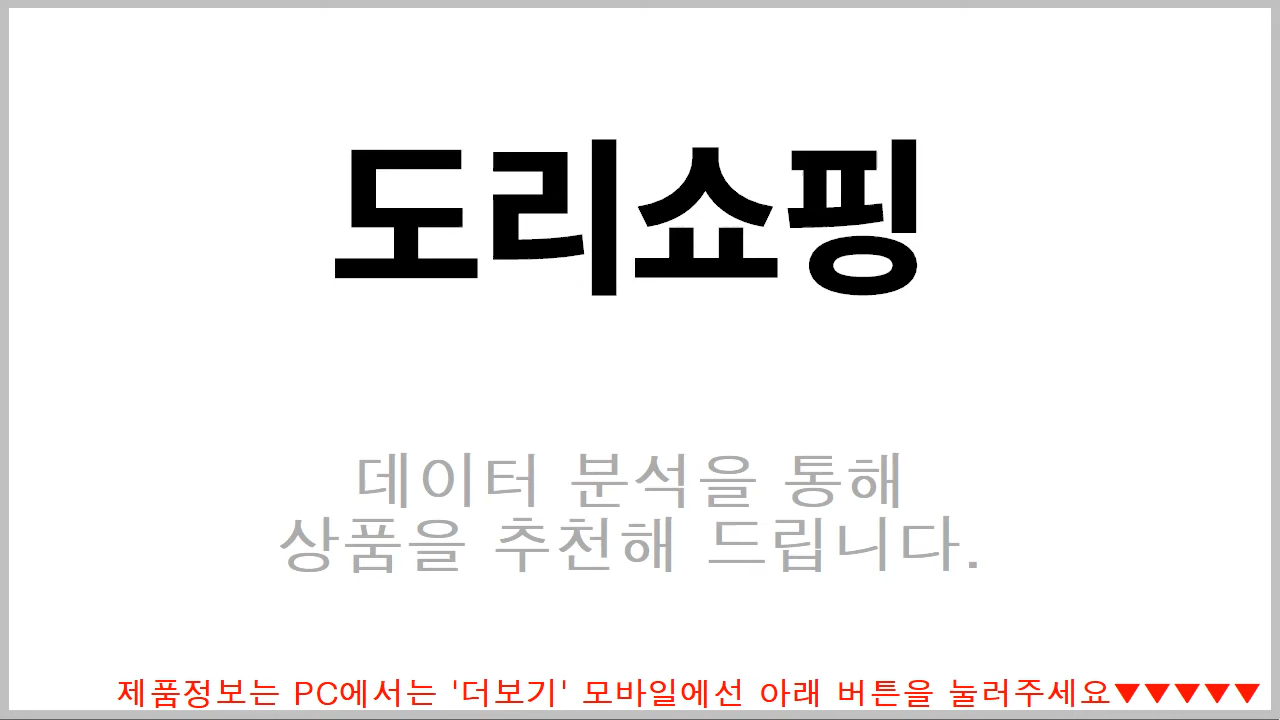 도리쇼핑
데이터 분석을 통해
상품을 추천해 드립니다.
제품정보는 PC에서는 '더보기' 모바일에선 아래 버튼을 눌러주세요▼▼▼▼▼